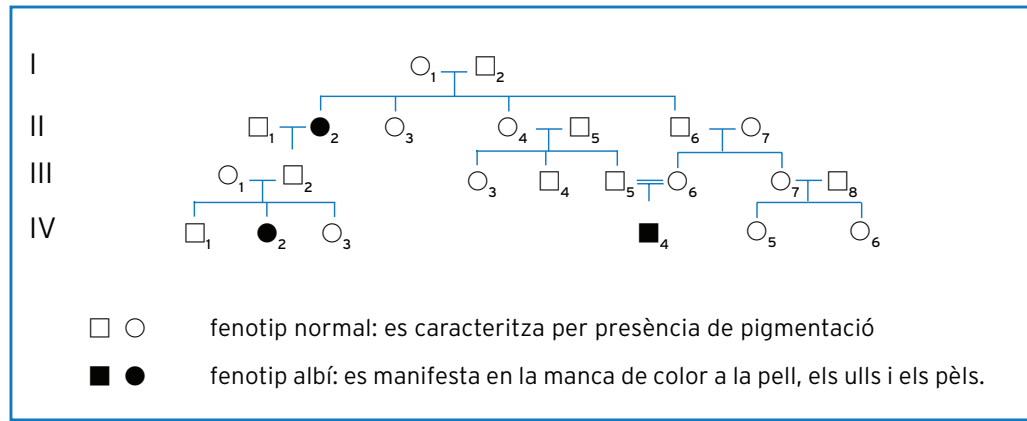 I
1 2
II
1 2 3 4 5 6 7
III
1 2 3 4 5 6 7 8
IV
1 2 3 4 5 6
fenotip normal: es caracteritza per presència de pigmentació
fenotip albí: es manifesta en la manca de color a la pell, els ulls i els pèls.